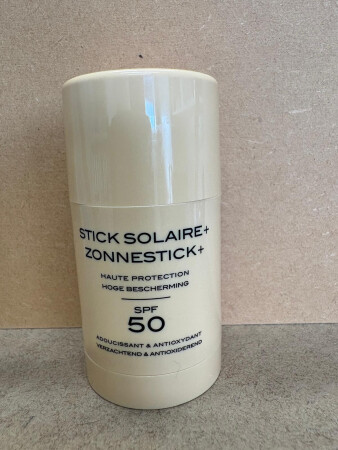 STICK SOLAIRE+
ZONNESTICK+
HAUTE PROTECTION
HOGE BESCHERMING
SPF
50
ADOUCISSANT & ANTIOXYDANT
VERZACHTEND & ANTIOXIDEREND